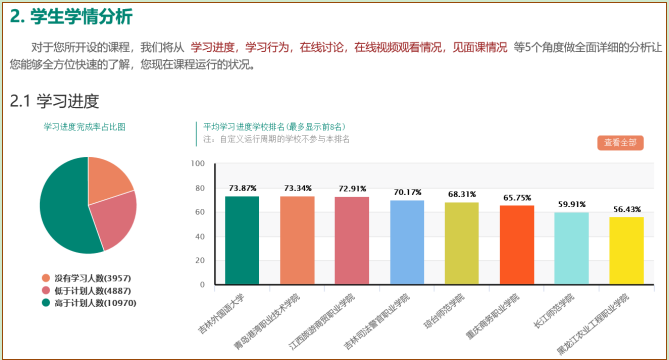 2. 学生学情分析
对于您所开设的课程，我们将从 学习进度，学习行为，在线讨论，在线视频观看情况，见面课情况 等5个角度做全面详细的分析让
您能够全方位快速的了解，您现在课程运行的状况。
2.1 学习进度
学习进度完成率占比图
平均学习进度学校排名(最多显示前8名)
注：自定义运行周期的学校不参与本排名
查看全部
100
80
60
40
20
0
73.87%
73.34%
72.91%
70.17%
68.31%
65.75%
59.91%
56.43%
吉林外国语大学
青岛港湾职业技术学院
江西旅游商贸职业学院
吉林司法警官职业学院
琼台师范学院
重庆商务职业学院
长江师范学院
黑龙江农业工程职业学院
没有学习人数(3957)
低于计划人数(4887)
高于计划人数(10970)